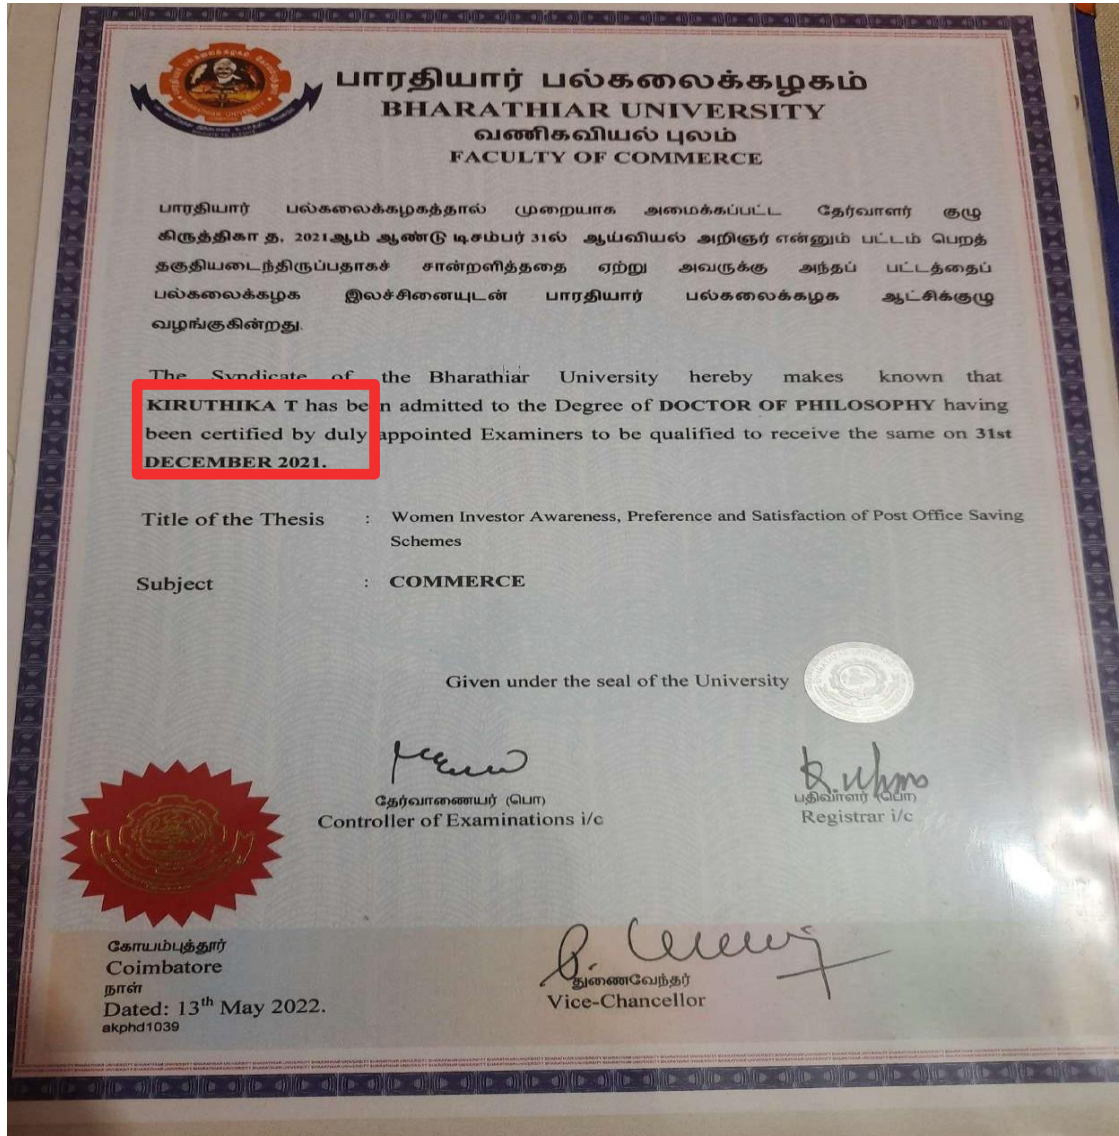 பாரதியார் பல்கலைக்கழகம்
BHARATHIAR UNIVERSITY
வணிகவியல் புலம்
FACULTY OF COMMERCE
பாரதியார் பல்கலைக்கழகத்தால் முறையாக அமைக்கப்பட்ட தேர்வாளர் குழு
கிருத்திகா த, 2021ஆம் ஆண்டு டிசம்பர் 31ல் ஆய்வியல் அறிஞர் என்னும் பட்டம் பெறத்
தகுதியடைந்திருப்பதாகச் சான்றளித்ததை ஏற்று அவருக்கு அந்தப் பட்டத்தைப்
பல்கலைக்கழக இலச்சினையுடன் பாரதியார் பல்கலைக்கழக ஆட்சிக்குழு
வழங்குகின்றது.
The Syndicate of the Bharathiar University hereby makes known that
KIRUTHIKA T has been admitted to the Degree of DOCTOR OF PHILOSOPHY having
been certified by duly appointed Examiners to be qualified to receive the same on 31st
DECEMBER 2021.
Title of the Thesis : Women Investor Awareness, Preference and Satisfaction of Post Office Saving
Schemes
Subject : COMMERCE
Given under the seal of the University
தேர்வாணையர் (பொ)
Controller of Examinations i/c
பதிவாளர் (பொ)
Registrar i/c
கோயம்புத்தூர்
Coimbatore
நாள்
Dated: 13th May 2022.
akphd1039
துணைவேந்தர்
Vice-Chancellor